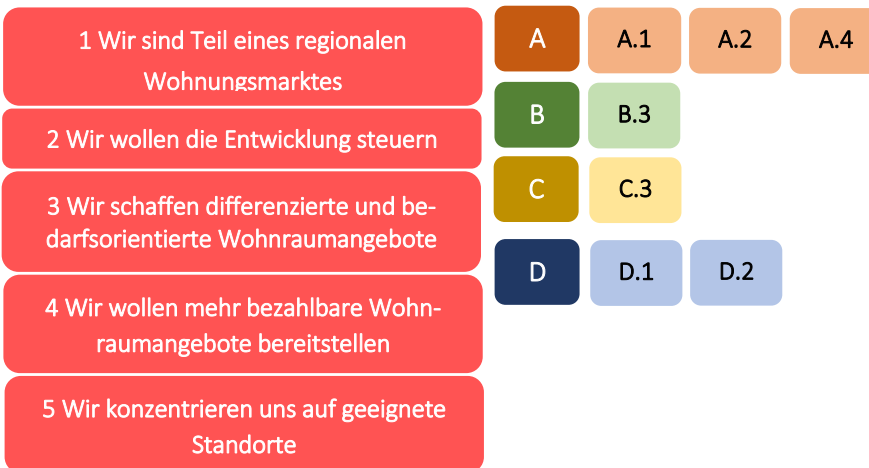 1 Wir sind Teil eines regionalen
Wohnungsmarktes
2 Wir wollen die Entwicklung steuern
3 Wir schaffen differenzierte und be-
darfsorientierte Wohnraumangebote
4 Wir wollen mehr bezahlbare Wohn-
raumangebote bereitstellen
5 Wir konzentrieren uns auf geeignete
Standorte
A A.1 A.2 A.4
B B.3
C C.3
D D.1 D.2